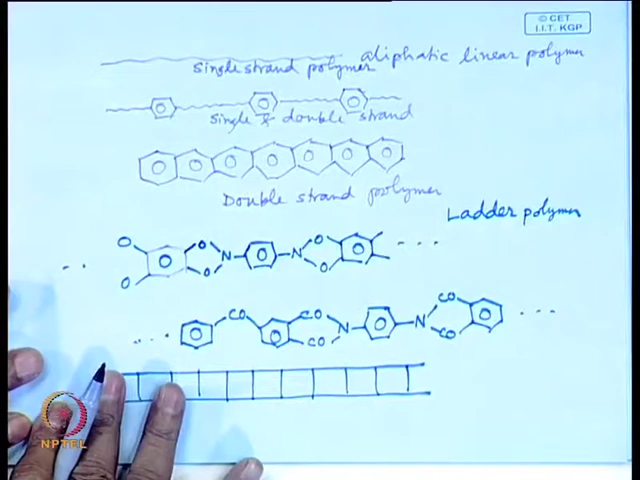 © CET
I.I.T. KGP
aliphatic linear polymer
Single strand polymer
Single & double strand
Double strand polymer
Ladder polymer
O O O
N N
O O O
CO CO CO
N N
CO CO
NPTEL